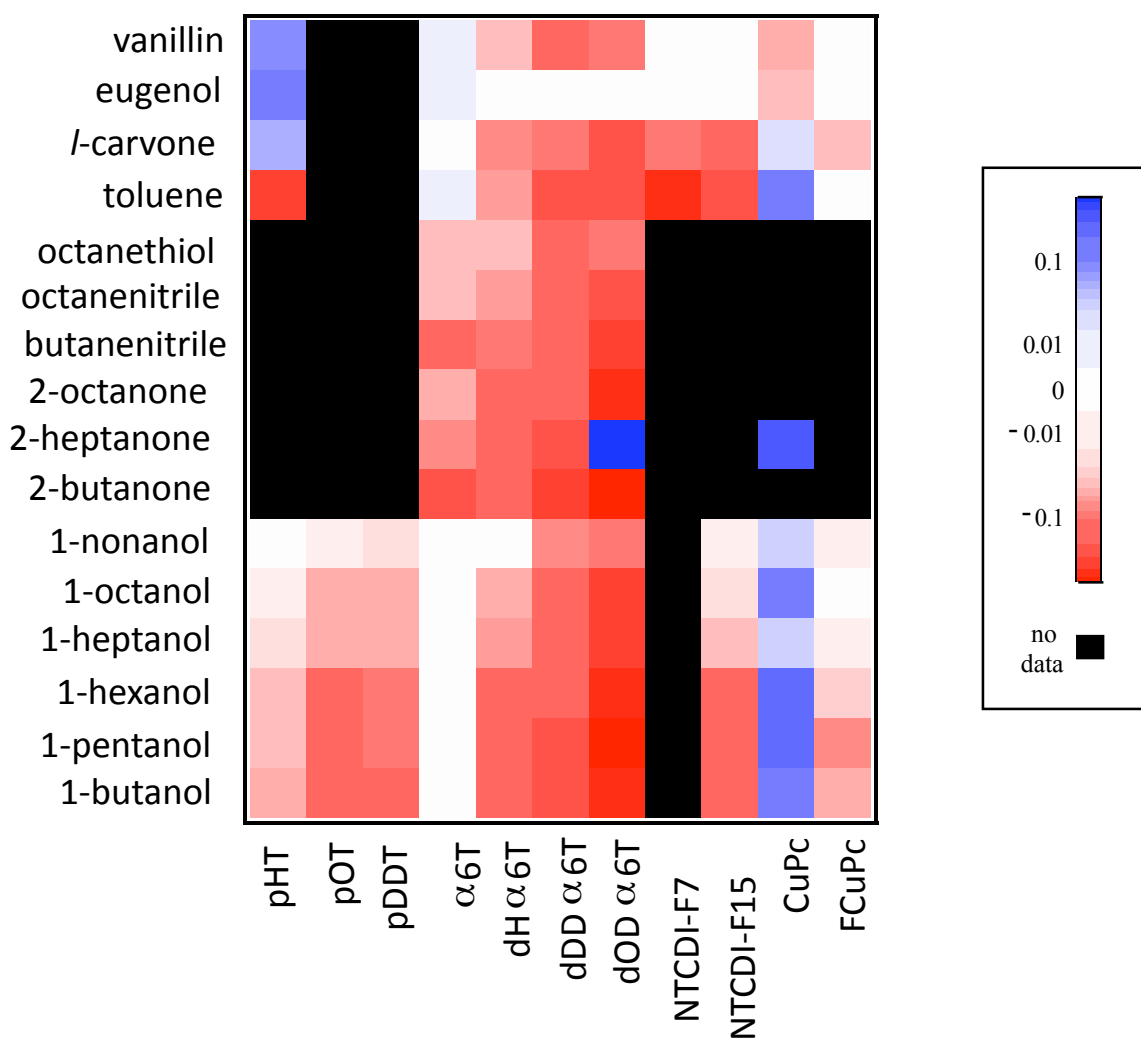 vanillin
eugenol
l-carvone
toluene
octanethiol
octanenitrile
butanenitrile
2-octanone
2-heptanone
2-butanone
1-nonanol
1-octanol
1-heptanol
1-hexanol
1-pentanol
1-butanol
pHT
pOT
pDDT
α6T
dH α6T
dDD α6T
dOD α6T
NTCDI-F7
NTCDI-F15
CuPc
FCuPc
0.1
0.01
0
-0.01
-0.1
no
data